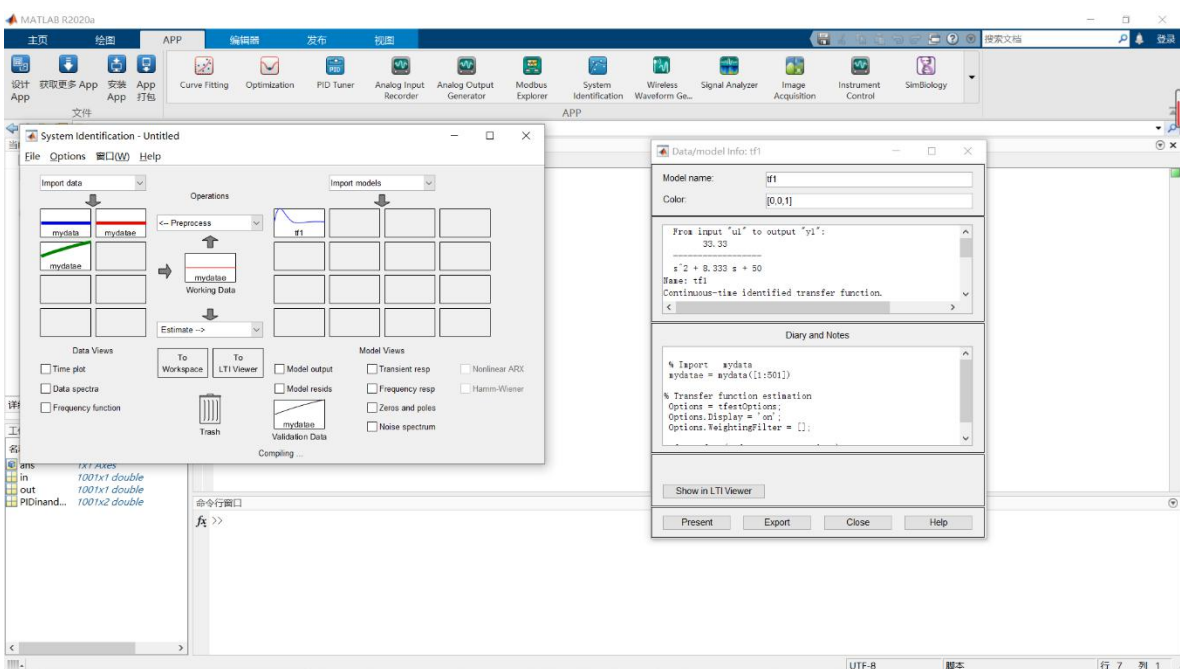 MATLAB R2020a
主页 绘图 APP 编辑器 发布 视图 搜索文档 登录
设计 App 获取更多 App 安装 App App 打包 Curve Fitting Optimization PID Tuner Analog Input Recorder Analog Output Generator Modbus Explorer System Identification Wireless Waveform Ge... Signal Analyzer Image Acquisition Instrument Control SimBiology
文件 APP
System Identification - Untitled
File Options 窗口(W) Help
Import data Import models
Operations
<-- Preprocess
mydata mydatae tf1
mydatae
mydatae
Working Data
Estimate -->
Data Views Model Views
To Workspace To LTI Viewer
Time plot Model output Transient resp Nonlinear ARX
Data spectra Model resids Frequency resp Hamm-Wiener
Frequency function Zeros and poles
mydatae Noise spectrum
Trash Validation Data
Compiling ...
ans 1x1 Axes
in 1001x1 double
out 1001x1 double
PIDinand... 1001x2 double
命令行窗口
fx >>
Data/model Info: tf1
Model name: tf1
Color: [0,0,1]
From input "u1" to output "y1":
33.33
-------------------
s^2 + 8.333 s + 50
Name: tf1
Continuous-time identified transfer function.
Diary and Notes
% Import mydata
mydatae = mydata([1:501])
% Transfer function estimation
Options = tfestOptions;
Options.Display = 'on';
Options.WeightingFilter = [];
Show in LTI Viewer
Present Export Close Help
UTF-8 脚本 行 7 列 1